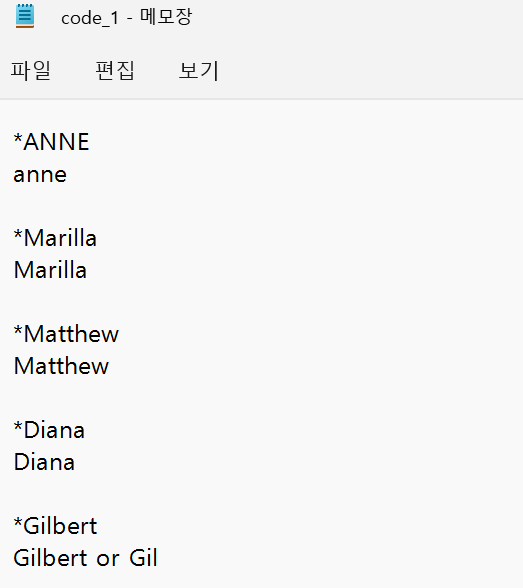 code_1 - 메모장
파일 편집 보기
*ANNE
anne
*Marilla
Marilla
*Matthew
Matthew
*Diana
Diana
*Gilbert
Gilbert or Gil